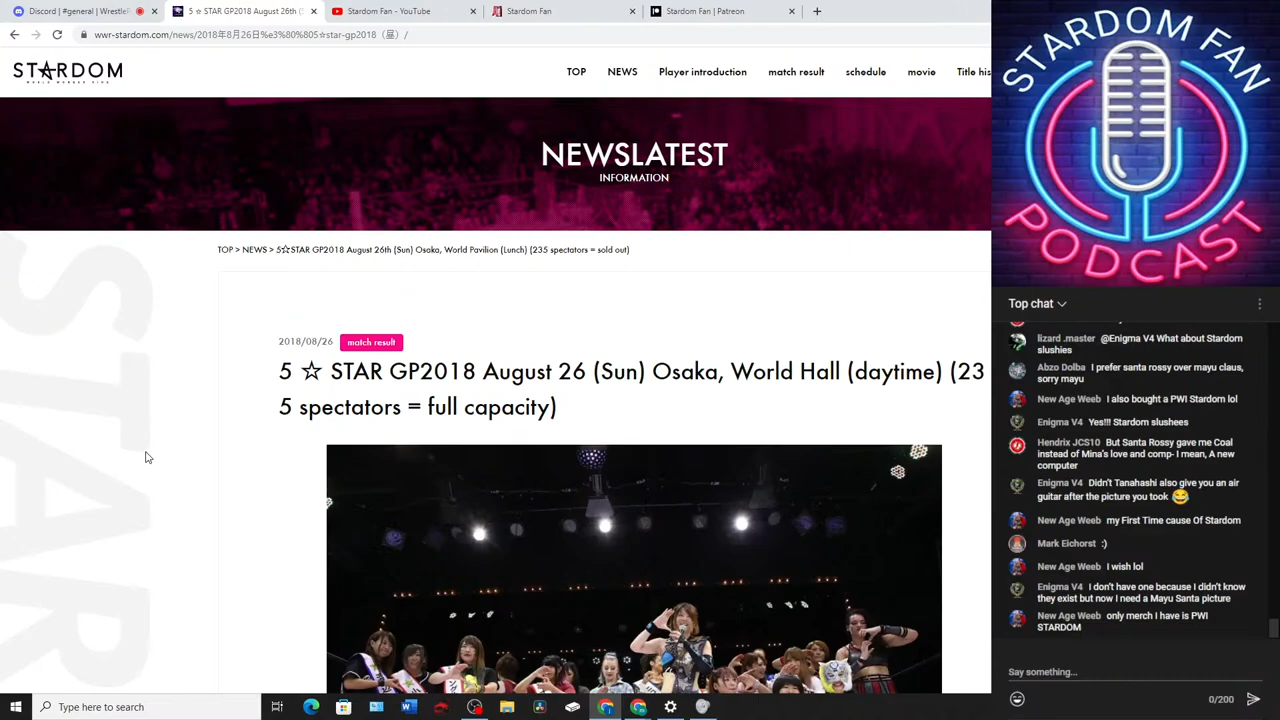 Discord | #general | WrestleP
5 ☆ STAR GP2018 August 26th (S
Stardom Fan - YouTube
Stardom Fan
Stardom Fan | Patreon
wwr-stardom.com/news/2018年8月26日%e3%80%805☆star-gp2018（昼）/
STARDOM
WORLD WONDER RING
TOP NEWS Player introduction match result schedule movie Title his
NEWSLATEST
INFORMATION
TOP > NEWS > 5☆STAR GP2018 August 26th (Sun) Osaka, World Pavilion (Lunch) (235 spectators = sold out)
2018/08/26 match result
5 ☆ STAR GP2018 August 26 (Sun) Osaka, World Hall (daytime) (23
5 spectators = full capacity)
STAR
STARDOM FAN
PODCAST
Top chat
lizard .master @Enigma V4 What about Stardom
slushies
Abzo Dolba I prefer santa rossy over mayu claus,
sorry mayu
New Age Weeb I also bought a PWI Stardom lol
Enigma V4 Yes!!! Stardom slushees
Hendrix JCS10 But Santa Rossy gave me Coal
instead of Mina's love and comp- I mean, A new
computer
Enigma V4 Didn't Tanahashi also give you an air
guitar after the picture you took 😂
New Age Weeb my First Time cause Of Stardom
Mark Eichorst :)
New Age Weeb I wish lol
Enigma V4 I don't have one because I didn't know
they exist but now I need a Mayu Santa picture
New Age Weeb only merch I have is PWI
STARDOM
Say something...
0/200
Type here to search